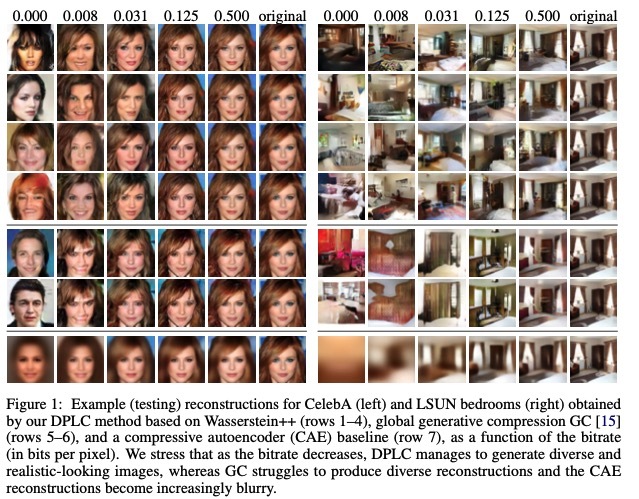 0.000 0.008 0.031 0.125 0.500 original 0.000 0.008 0.031 0.125 0.500 original
Figure 1: Example (testing) reconstructions for CelebA (left) and LSUN bedrooms (right) obtained
by our DPLC method based on Wasserstein++ (rows 1–4), global generative compression GC [15]
(rows 5–6), and a compressive autoencoder (CAE) baseline (row 7), as a function of the bitrate
(in bits per pixel). We stress that as the bitrate decreases, DPLC manages to generate diverse and
realistic-looking images, whereas GC struggles to produce diverse reconstructions and the CAE
reconstructions become increasingly blurry.